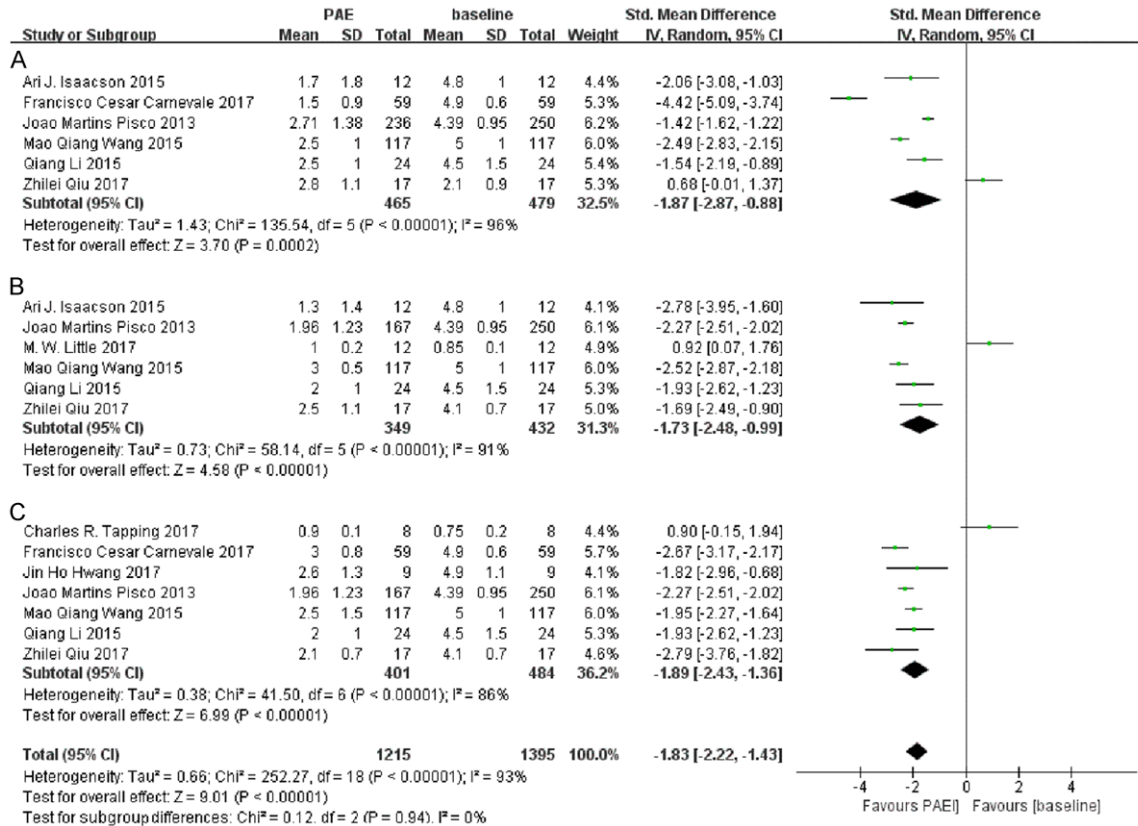 PAE baseline Std. Mean Difference Std. Mean Difference
Study or Subgroup Mean SD Total Mean SD Total Weight IV, Random, 95% CI IV, Random, 95% CI
A
Ari J. Isaacson 2015 1.7 1.8 12 4.8 1 12 4.4% -2.06 [-3.08, -1.03]
Francisco Cesar Carnevale 2017 1.5 0.9 59 4.9 0.6 59 5.3% -4.42 [-5.09, -3.74]
Joao Martins Pisco 2013 2.71 1.38 236 4.39 0.95 250 6.2% -1.42 [-1.62, -1.22]
Mao Qiang Wang 2015 2.5 1 117 5 1 117 6.0% -2.49 [-2.83, -2.15]
Qiang Li 2015 2.5 1 24 4.5 1.5 24 5.4% -1.54 [-2.19, -0.89]
Zhilei Qiu 2017 2.8 1.1 17 2.1 0.9 17 5.3% 0.68 [-0.01, 1.37]
Subtotal (95% CI) 465 479 32.5% -1.87 [-2.87, -0.88]
Heterogeneity: Tau² = 1.43; Chi² = 135.54, df = 5 (P < 0.00001); I² = 96%
Test for overall effect: Z = 3.70 (P = 0.0002)
B
Ari J. Isaacson 2015 1.3 1.4 12 4.8 1 12 4.1% -2.78 [-3.95, -1.60]
Joao Martins Pisco 2013 1.96 1.23 167 4.39 0.95 250 6.1% -2.27 [-2.51, -2.02]
M. W. Little 2017 1 0.2 12 0.85 0.1 12 4.9% 0.92 [0.07, 1.76]
Mao Qiang Wang 2015 3 0.5 117 5 1 117 6.0% -2.52 [-2.87, -2.18]
Qiang Li 2015 2 1 24 4.5 1.5 24 5.3% -1.93 [-2.62, -1.23]
Zhilei Qiu 2017 2.5 1.1 17 4.1 0.7 17 5.0% -1.69 [-2.49, -0.90]
Subtotal (95% CI) 349 432 31.3% -1.73 [-2.48, -0.99]
Heterogeneity: Tau² = 0.73; Chi² = 58.14, df = 5 (P < 0.00001); I² = 91%
Test for overall effect: Z = 4.58 (P < 0.00001)
C
Charles R. Tapping 2017 0.9 0.1 8 0.75 0.2 8 4.4% 0.90 [-0.15, 1.94]
Francisco Cesar Carnevale 2017 3 0.8 59 4.9 0.6 59 5.7% -2.67 [-3.17, -2.17]
Jin Ho Hwang 2017 2.6 1.3 9 4.9 1.1 9 4.1% -1.82 [-2.96, -0.68]
Joao Martins Pisco 2013 1.96 1.23 167 4.39 0.95 250 6.1% -2.27 [-2.51, -2.02]
Mao Qiang Wang 2015 2.5 1.5 117 5 1 117 6.0% -1.95 [-2.27, -1.64]
Qiang Li 2015 2 1 24 4.5 1.5 24 5.3% -1.93 [-2.62, -1.23]
Zhilei Qiu 2017 2.1 0.7 17 4.1 0.7 17 4.6% -2.79 [-3.76, -1.82]
Subtotal (95% CI) 401 484 36.2% -1.89 [-2.43, -1.36]
Heterogeneity: Tau² = 0.38; Chi² = 41.50, df = 6 (P < 0.00001); I² = 86%
Test for overall effect: Z = 6.99 (P < 0.00001)
Total (95% CI) 1215 1395 100.0% -1.83 [-2.22, -1.43]
Heterogeneity: Tau² = 0.66; Chi² = 252.27, df = 18 (P < 0.00001); I² = 93%
Test for overall effect: Z = 9.01 (P < 0.00001)
Test for subgroup differences: Chi² = 0.12, df = 2 (P = 0.94), I² = 0%
-4 -2 0 2 4
Favours PAE] Favours [baseline]